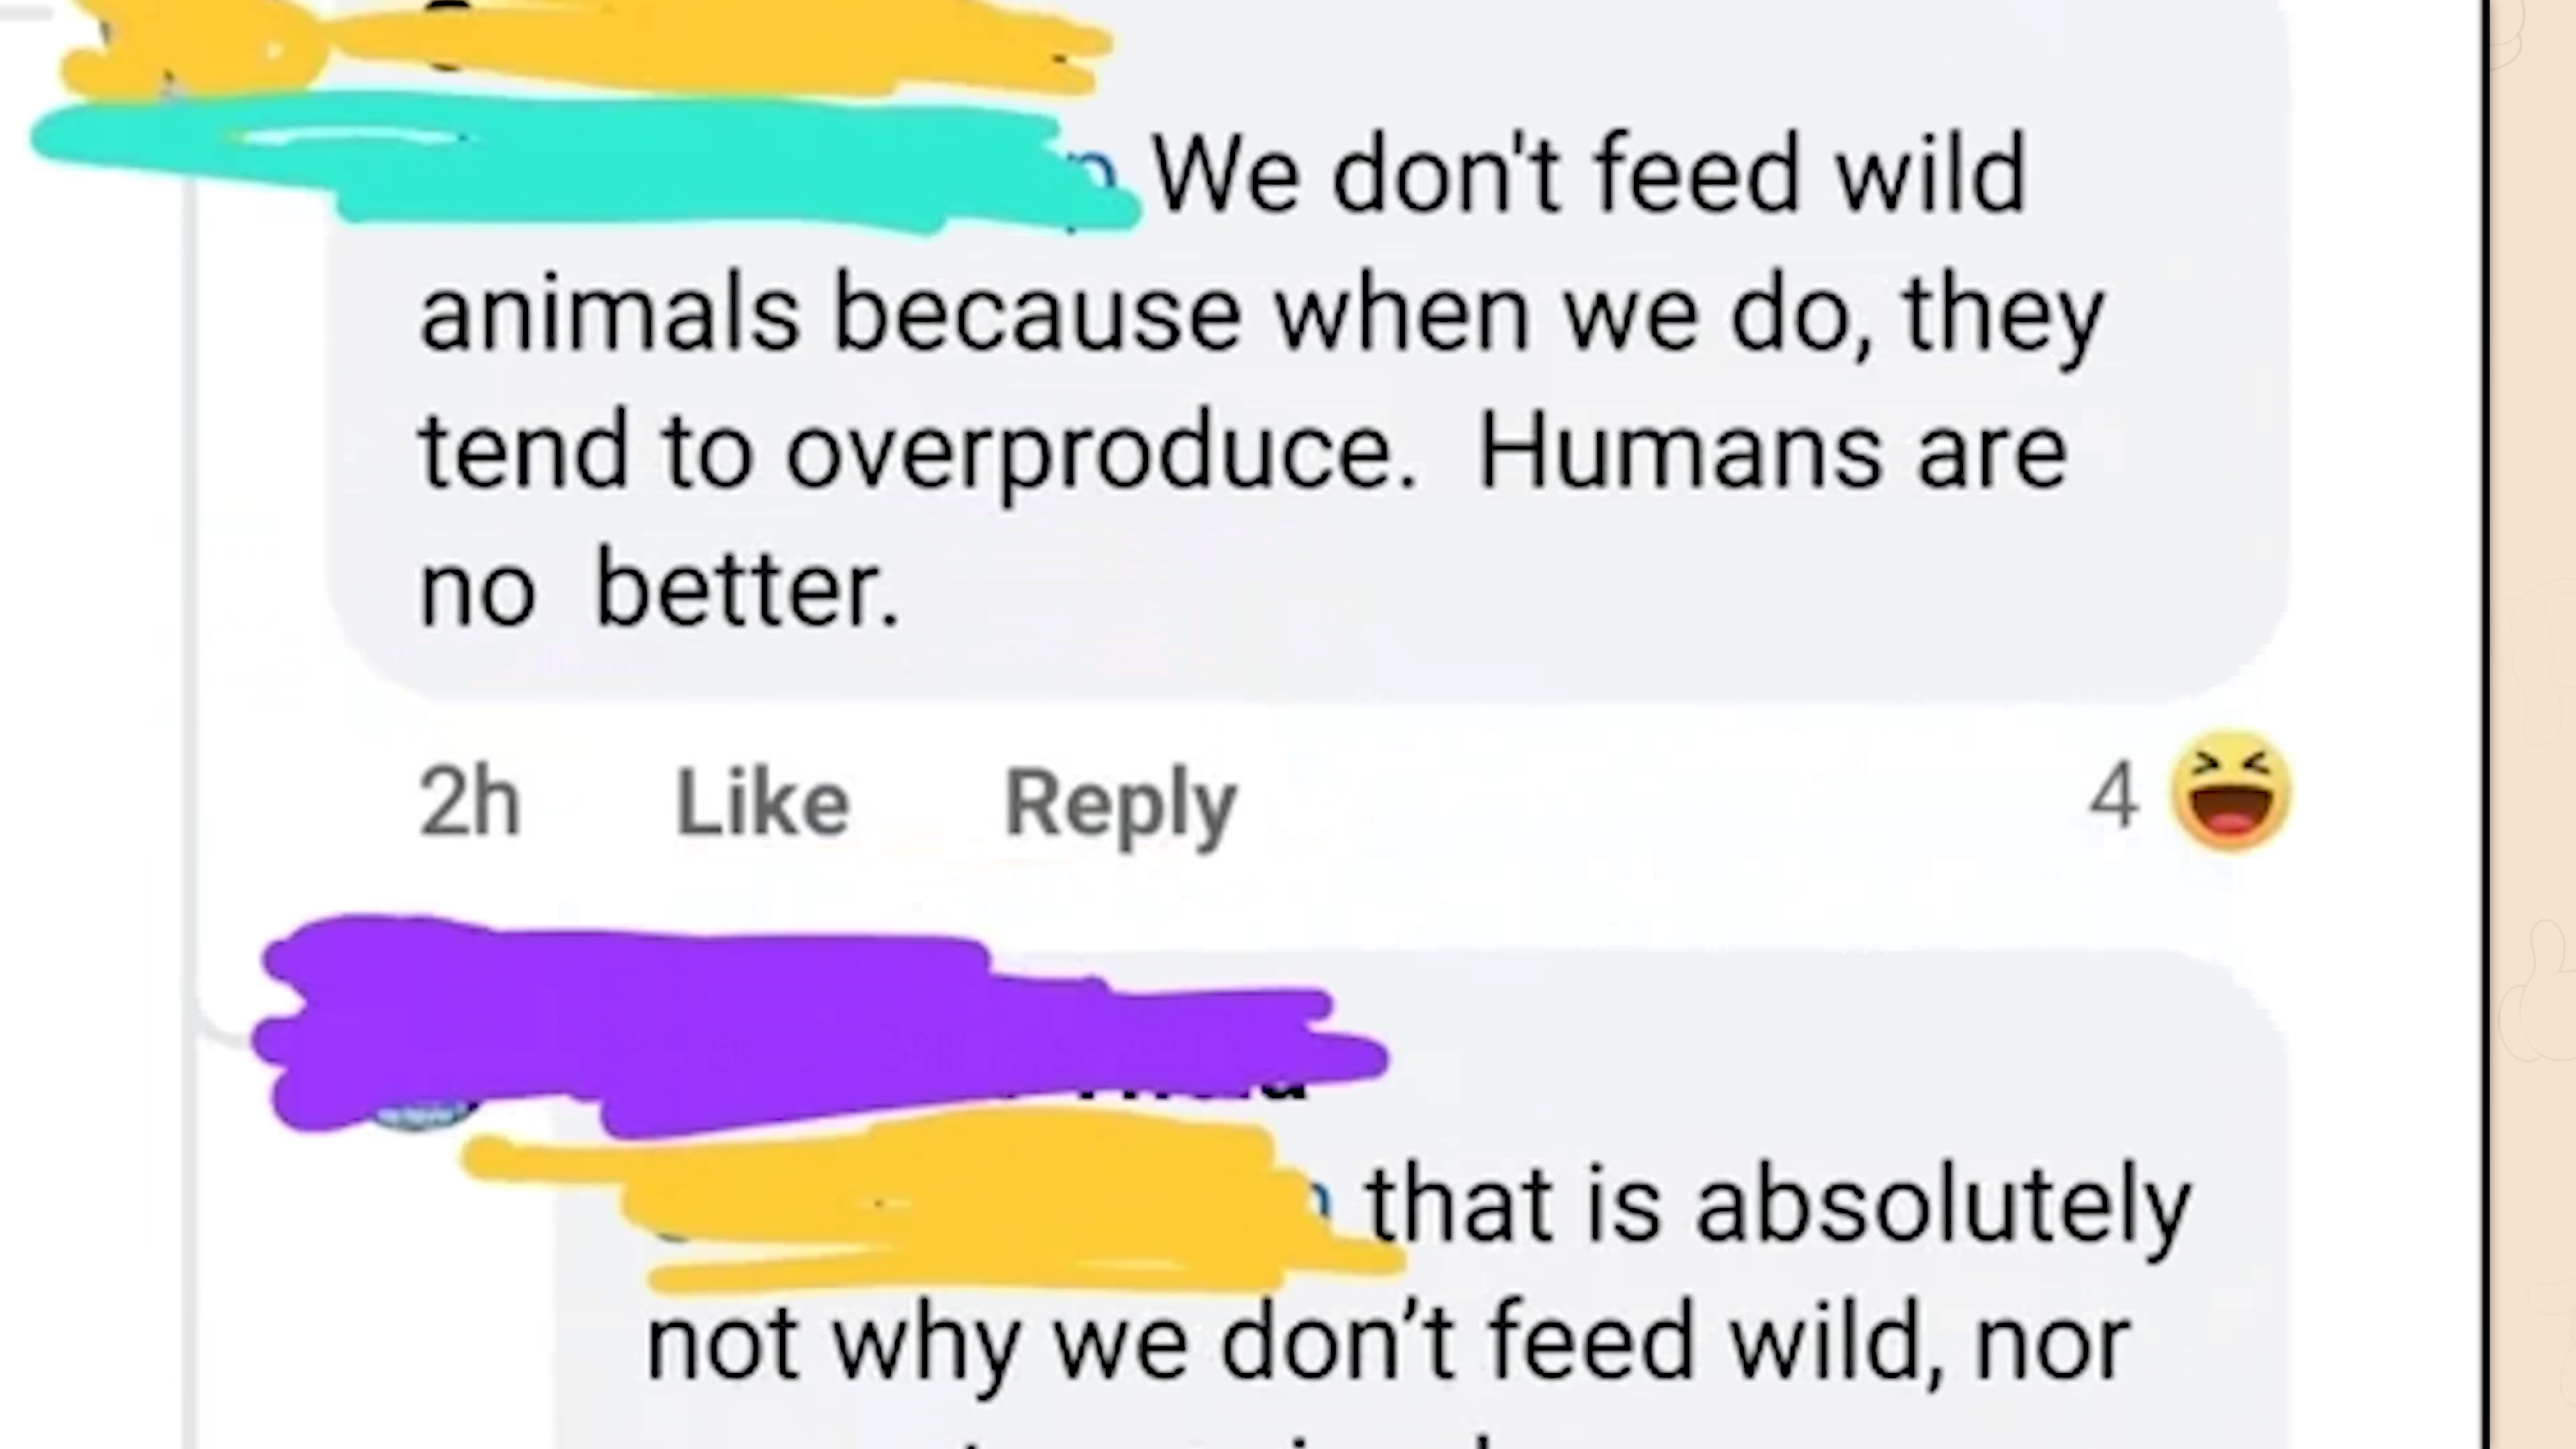 We don't feed wild
animals because when we do, they
tend to overproduce.  Humans are
no  better.
2h Like Reply 4
that is absolutely
not why we don’t feed wild, nor